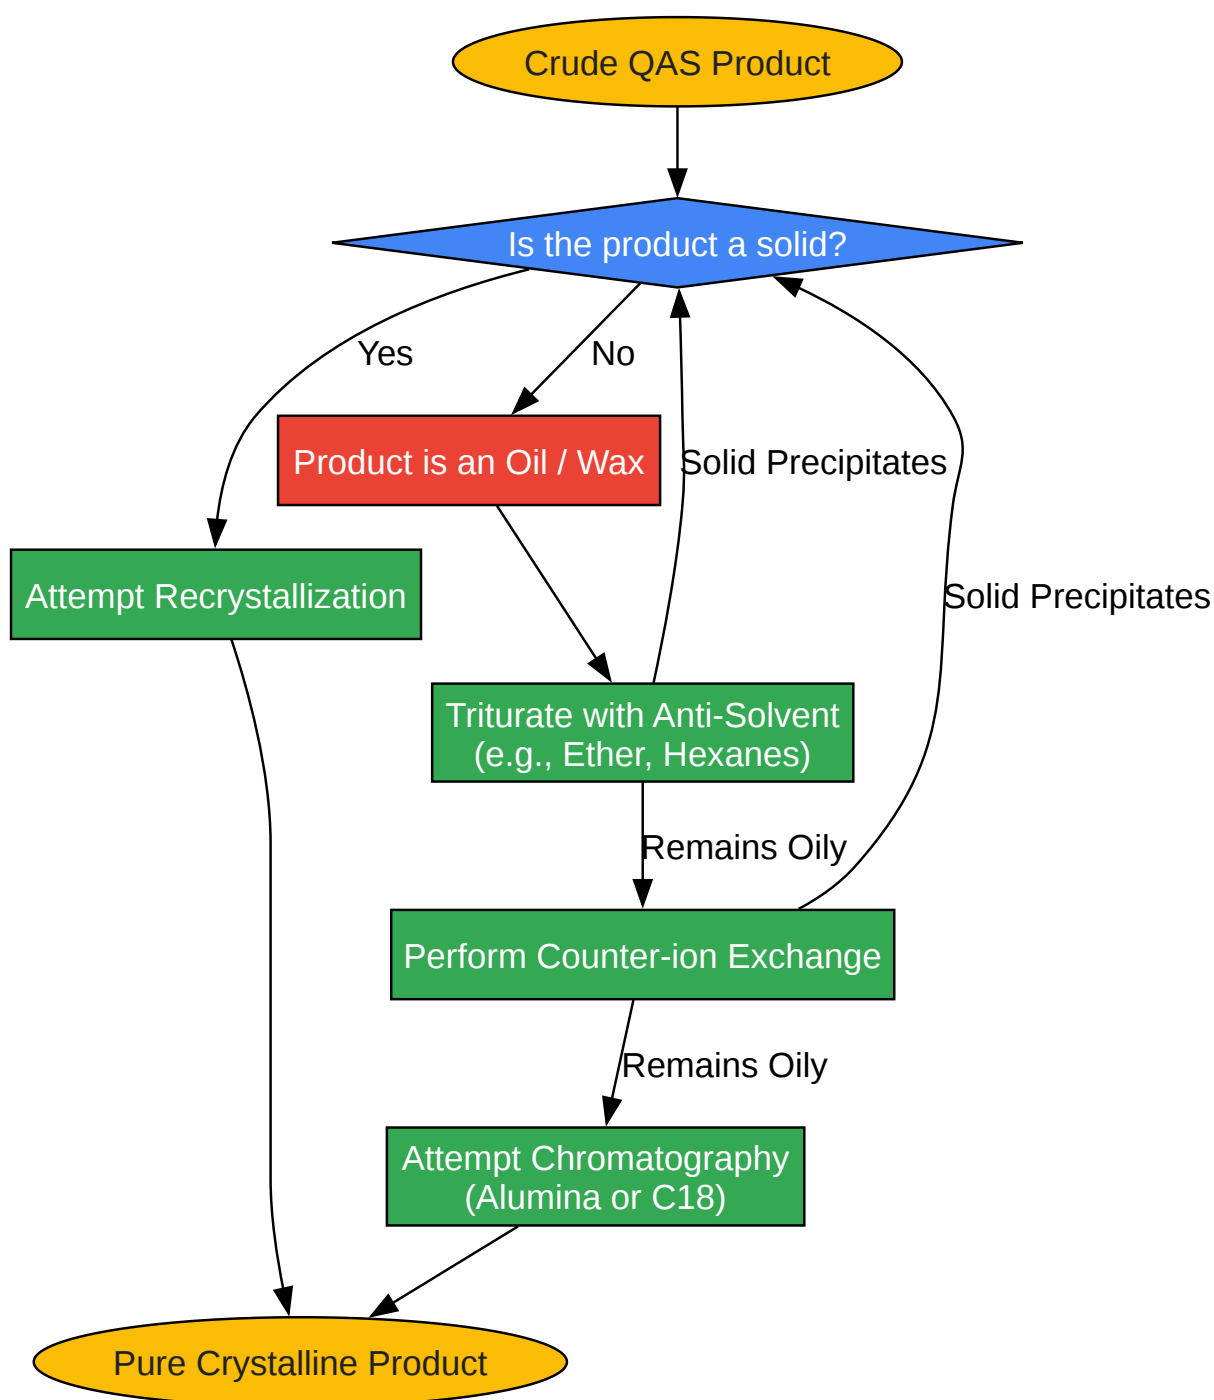 Crude QAS Product
Is the product a solid?
Yes
No
Product is an Oil / Wax
Solid Precipitates
Attempt Recrystallization
Solid Precipitates
Triturate with Anti-Solvent
(e.g., Ether, Hexanes)
Remains Oily
Perform Counter-ion Exchange
Remains Oily
Attempt Chromatography
(Alumina or C18)
Pure Crystalline Product